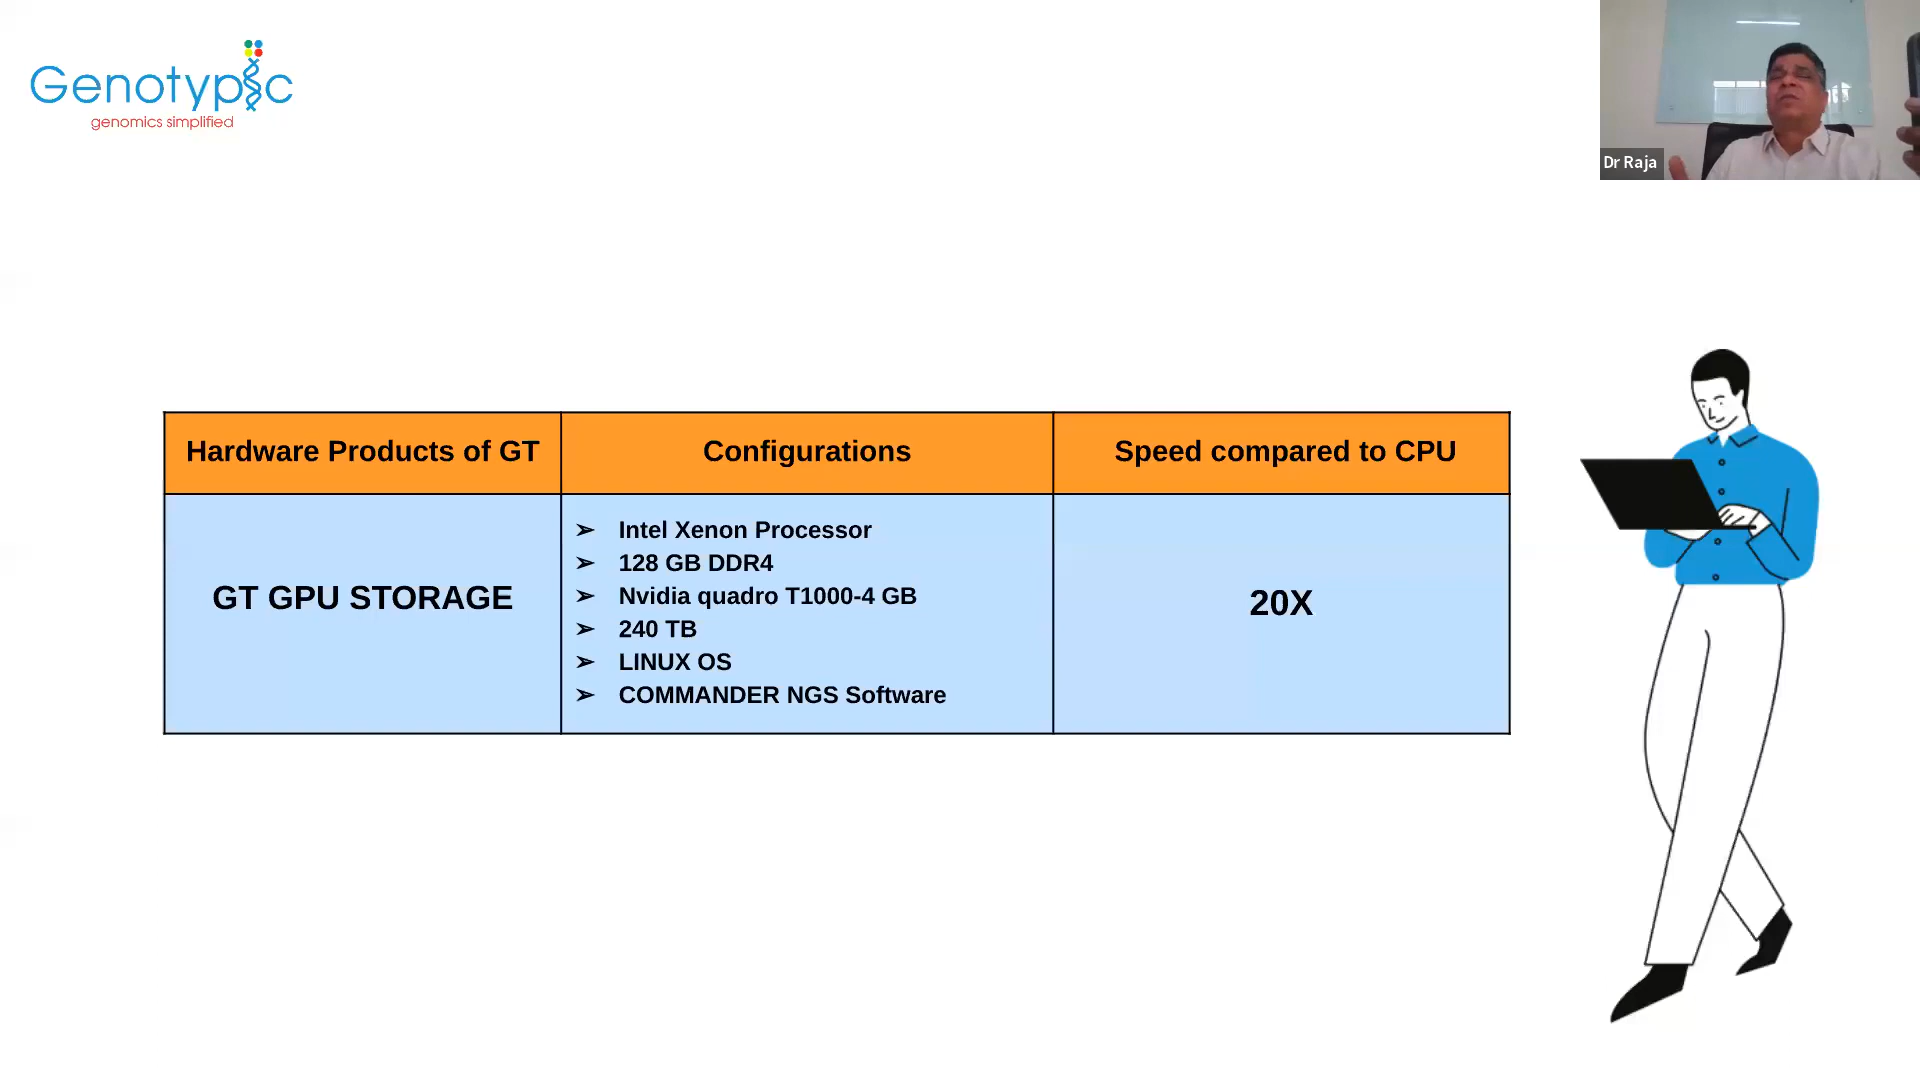 Genotypic
genomics simplified
Dr Raja
Hardware Products of GT
Configurations
Speed compared to CPU
GT GPU STORAGE
➢ Intel Xenon Processor
➢ 128 GB DDR4
➢ Nvidia quadro T1000-4 GB
➢ 240 TB
➢ LINUX OS
➢ COMMANDER NGS Software
20X